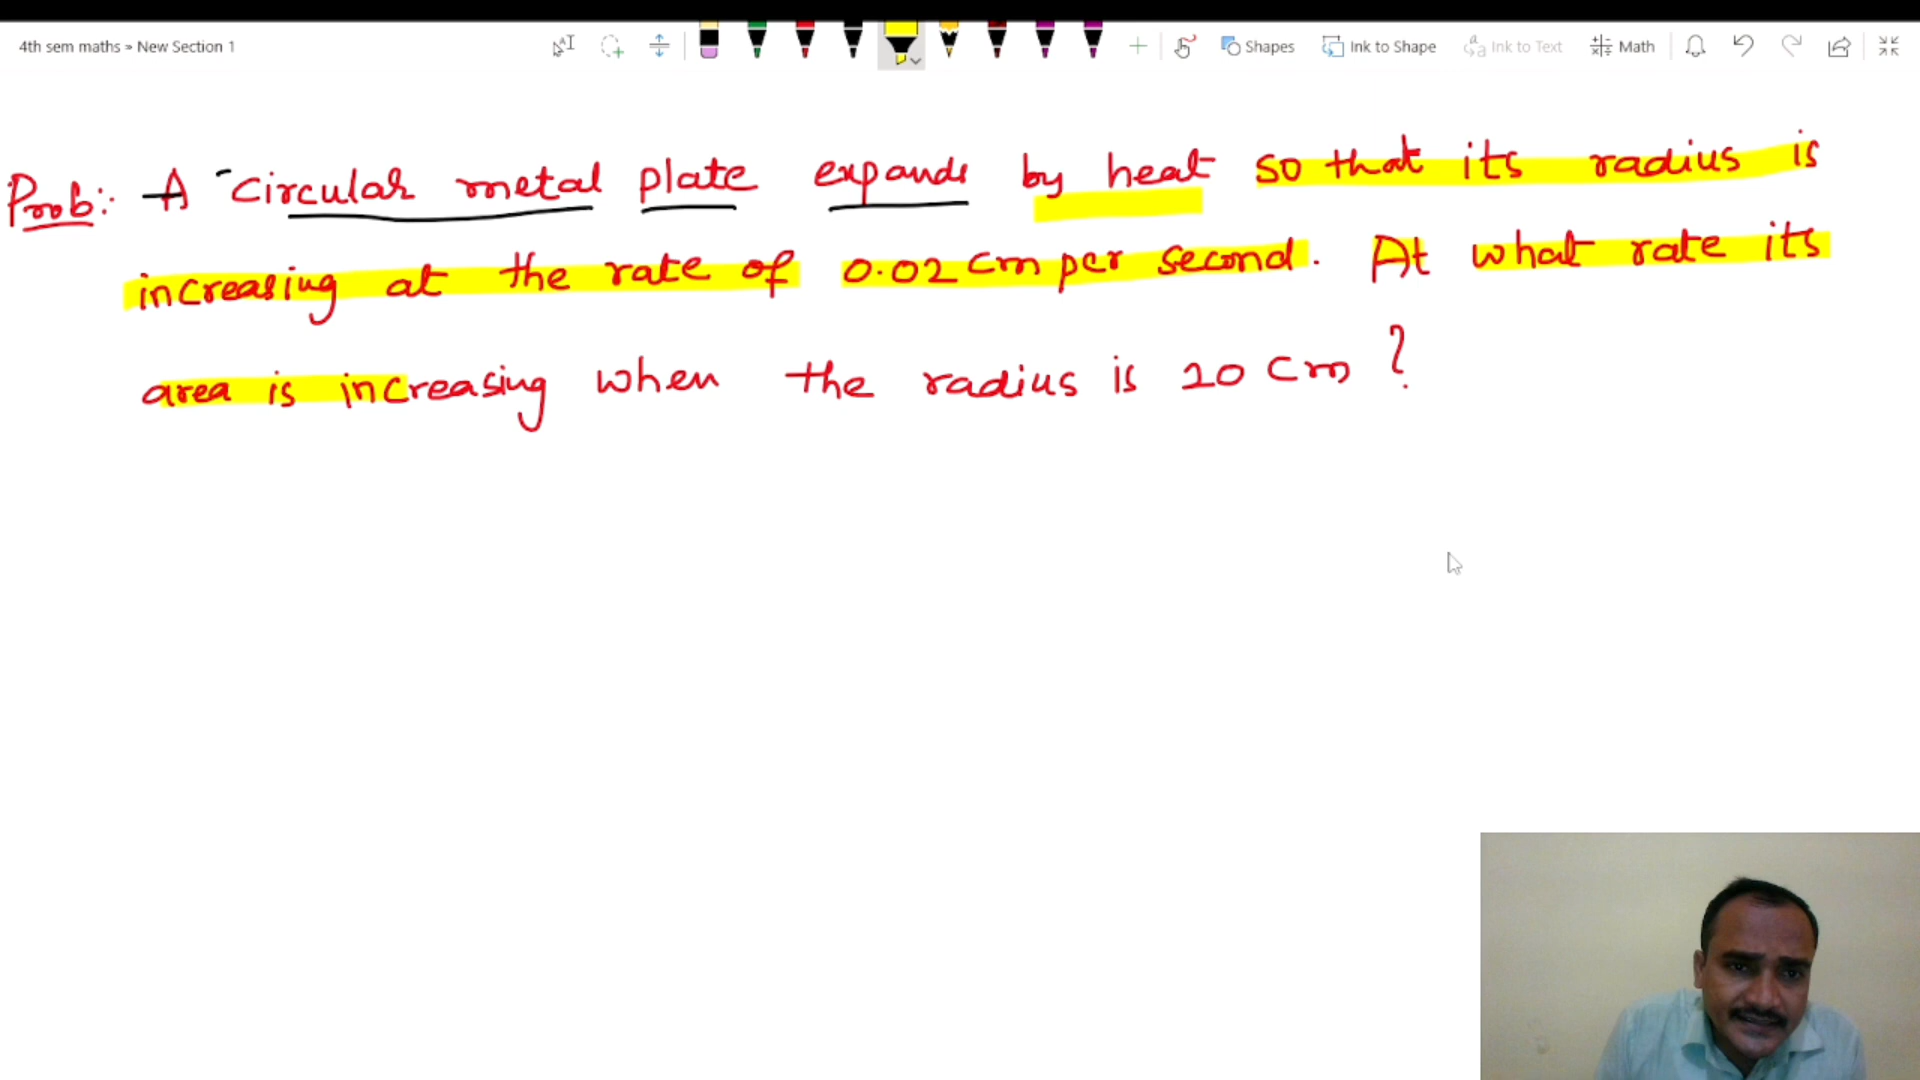 4th sem maths » New Section 1
Shapes
Ink to Shape
Ink to Text
Math
Prob: A circular metal plate expands by heat so that its radius is
increasing at the rate of 0.02 cm per second. At what rate its
area is increasing when the radius is 20 cm ?